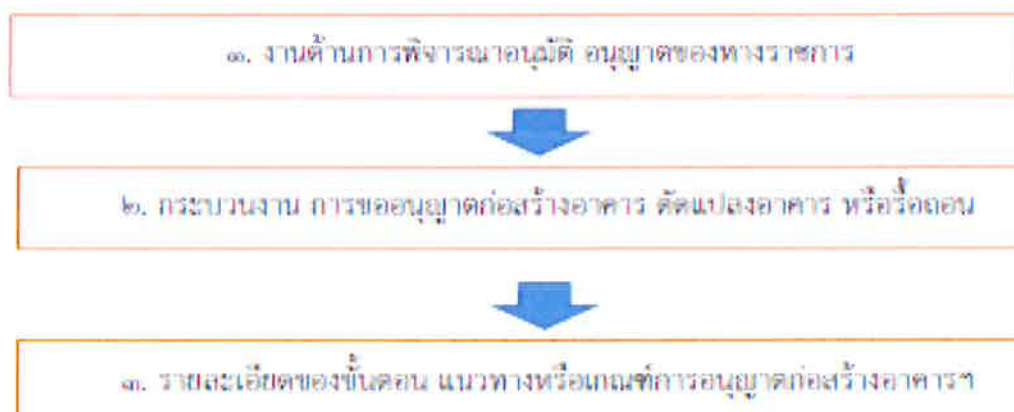 ๑. งานด้านการพิจารณาอนุมัติ อนุญาตของทางราชการ
๒. กระบวนงาน การขออนุญาตก่อสร้างอาคาร ดัดแปลงอาคาร หรือรื้อถอน
๓. รายละเอียดของขั้นตอน แนวทางหรือเกณฑ์การอนุญาตก่อสร้างอาคารฯ